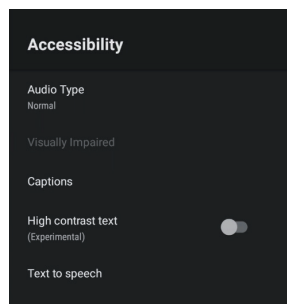 Accessibility
Audio Type
Normal
Visually Impaired
Captions
High contrast text
(Experimental)
Text to speech